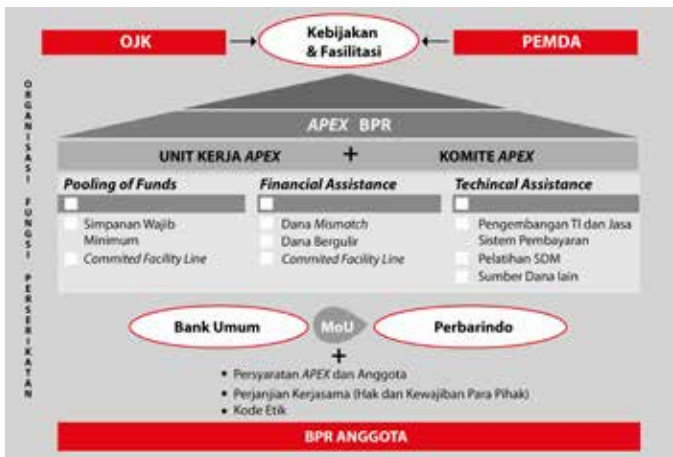 OJK
Kebijakan
& Fasilitasi
PEMDA
ORGANISASI FUNGSI PERSERIKATAN
APEX BPR
UNIT KERJA APEX + KOMITE APEX
Pooling of Funds
Simpanan Wajib
Minimum
Commited Facility Line
Financial Assistance
Dana Mismatch
Dana Bergulir
Commited Facility Line
Techincal Assistance
Pengembangan TI dan Jasa
Sistem Pembayaran
Pelatihan SDM
Sumber Dana lain
Bank Umum
MoU
Perbarindo
+
• Persyaratan APEX dan Anggota
• Perjanjian Kerjasama (Hak dan Kewajiban Para Pihak)
• Kode Etik
BPR ANGGOTA